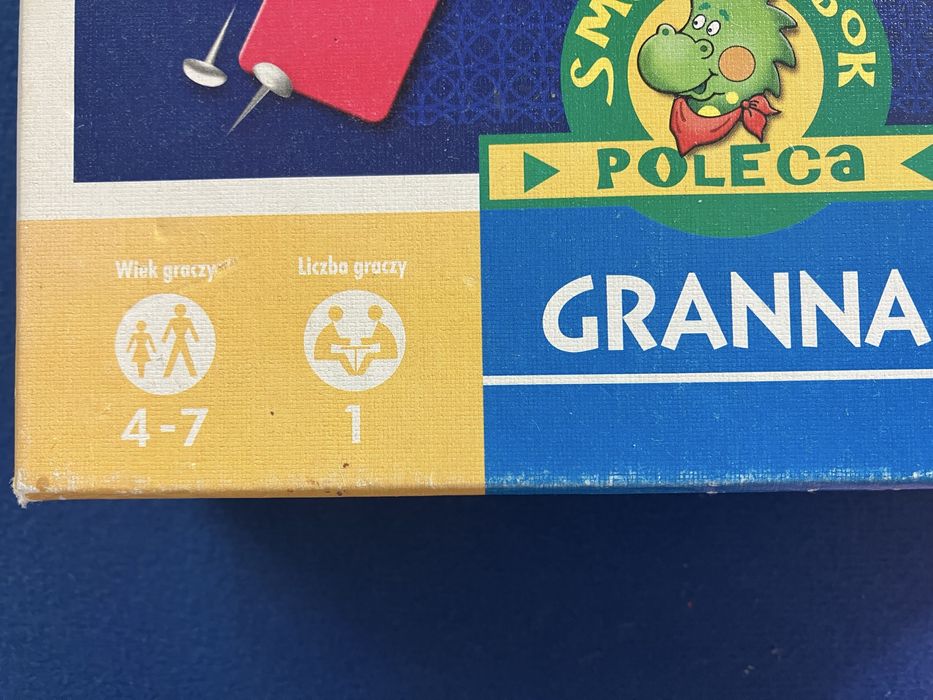 POLECa
GRANNA
Wiek graczy
Liczba graczy
4-7
1